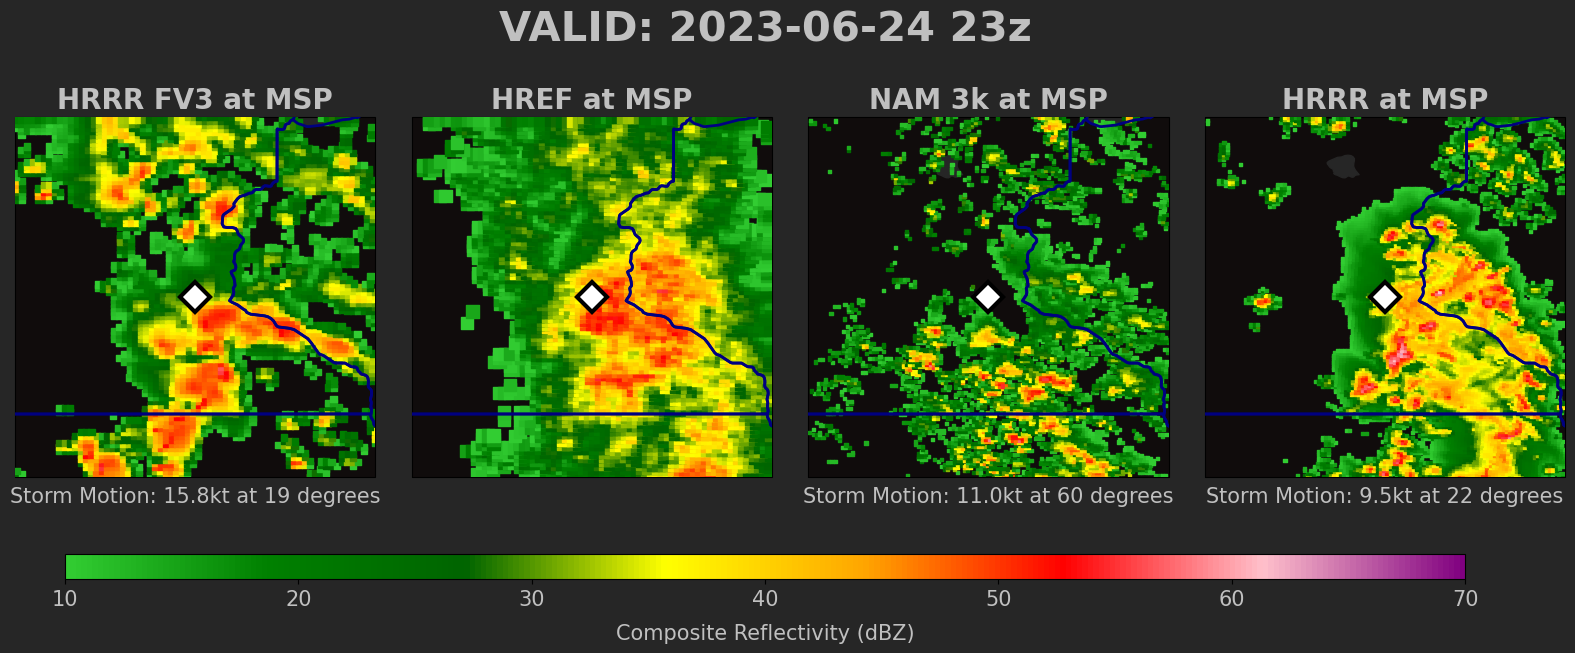 VALID: 2023-06-24 23z
HRRR FV3 at MSP
HREF at MSP
NAM 3k at MSP
HRRR at MSP
Storm Motion: 15.8kt at 19 degrees
Storm Motion: 11.0kt at 60 degrees
Storm Motion: 9.5kt at 22 degrees
10 20 30 40 50 60 70
Composite Reflectivity (dBZ)